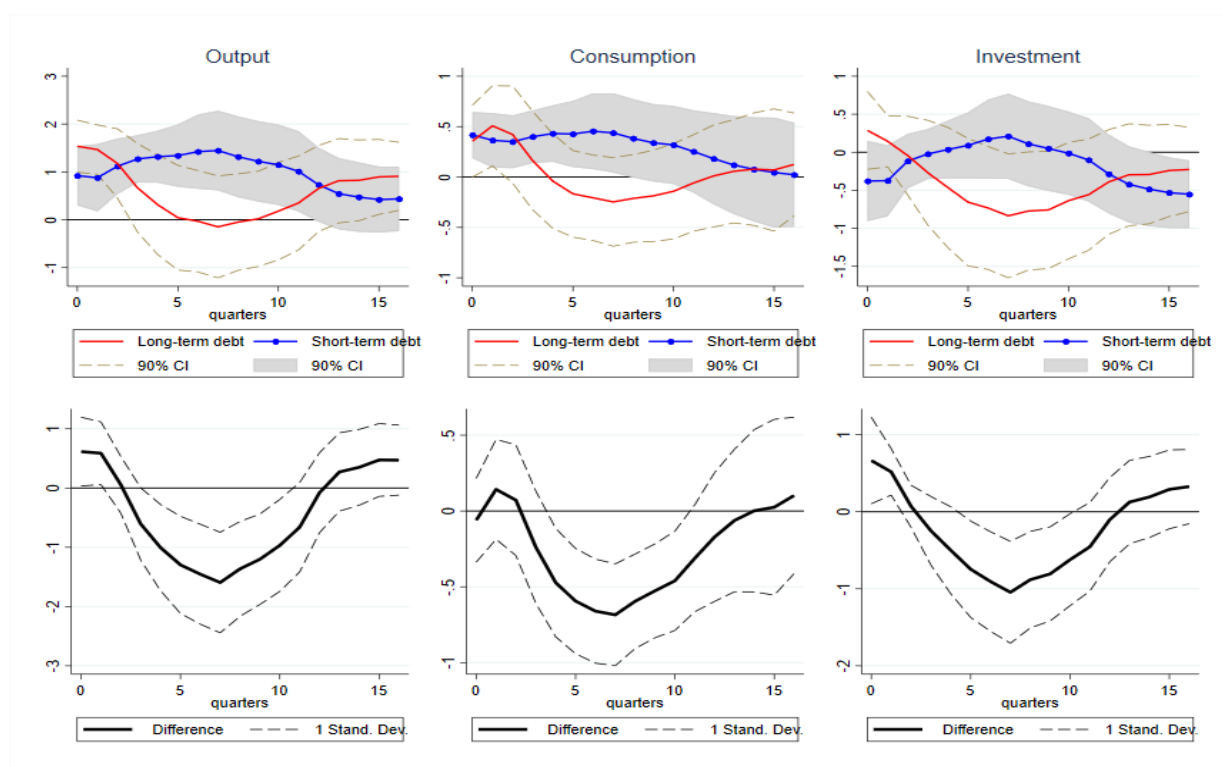 Output Consumption Investment
3 2 1 0 -1
1 .5 0 -.5 -1
1 .5 0 -.5 -1 -1.5
0 5 10 15
0 5 10 15
0 5 10 15
quarters quarters quarters
Long-term debt Short-term debt
90% CI 90% CI
Long-term debt Short-term debt
90% CI 90% CI
Long-term debt Short-term debt
90% CI 90% CI
1 0 -1 -2 -3
.5 0 .5 -1
1 0 -1 -2
0 5 10 15
0 5 10 15
0 5 10 15
quarters quarters quarters
Difference 1 Stand. Dev.
Difference 1 Stand. Dev.
Difference 1 Stand. Dev.